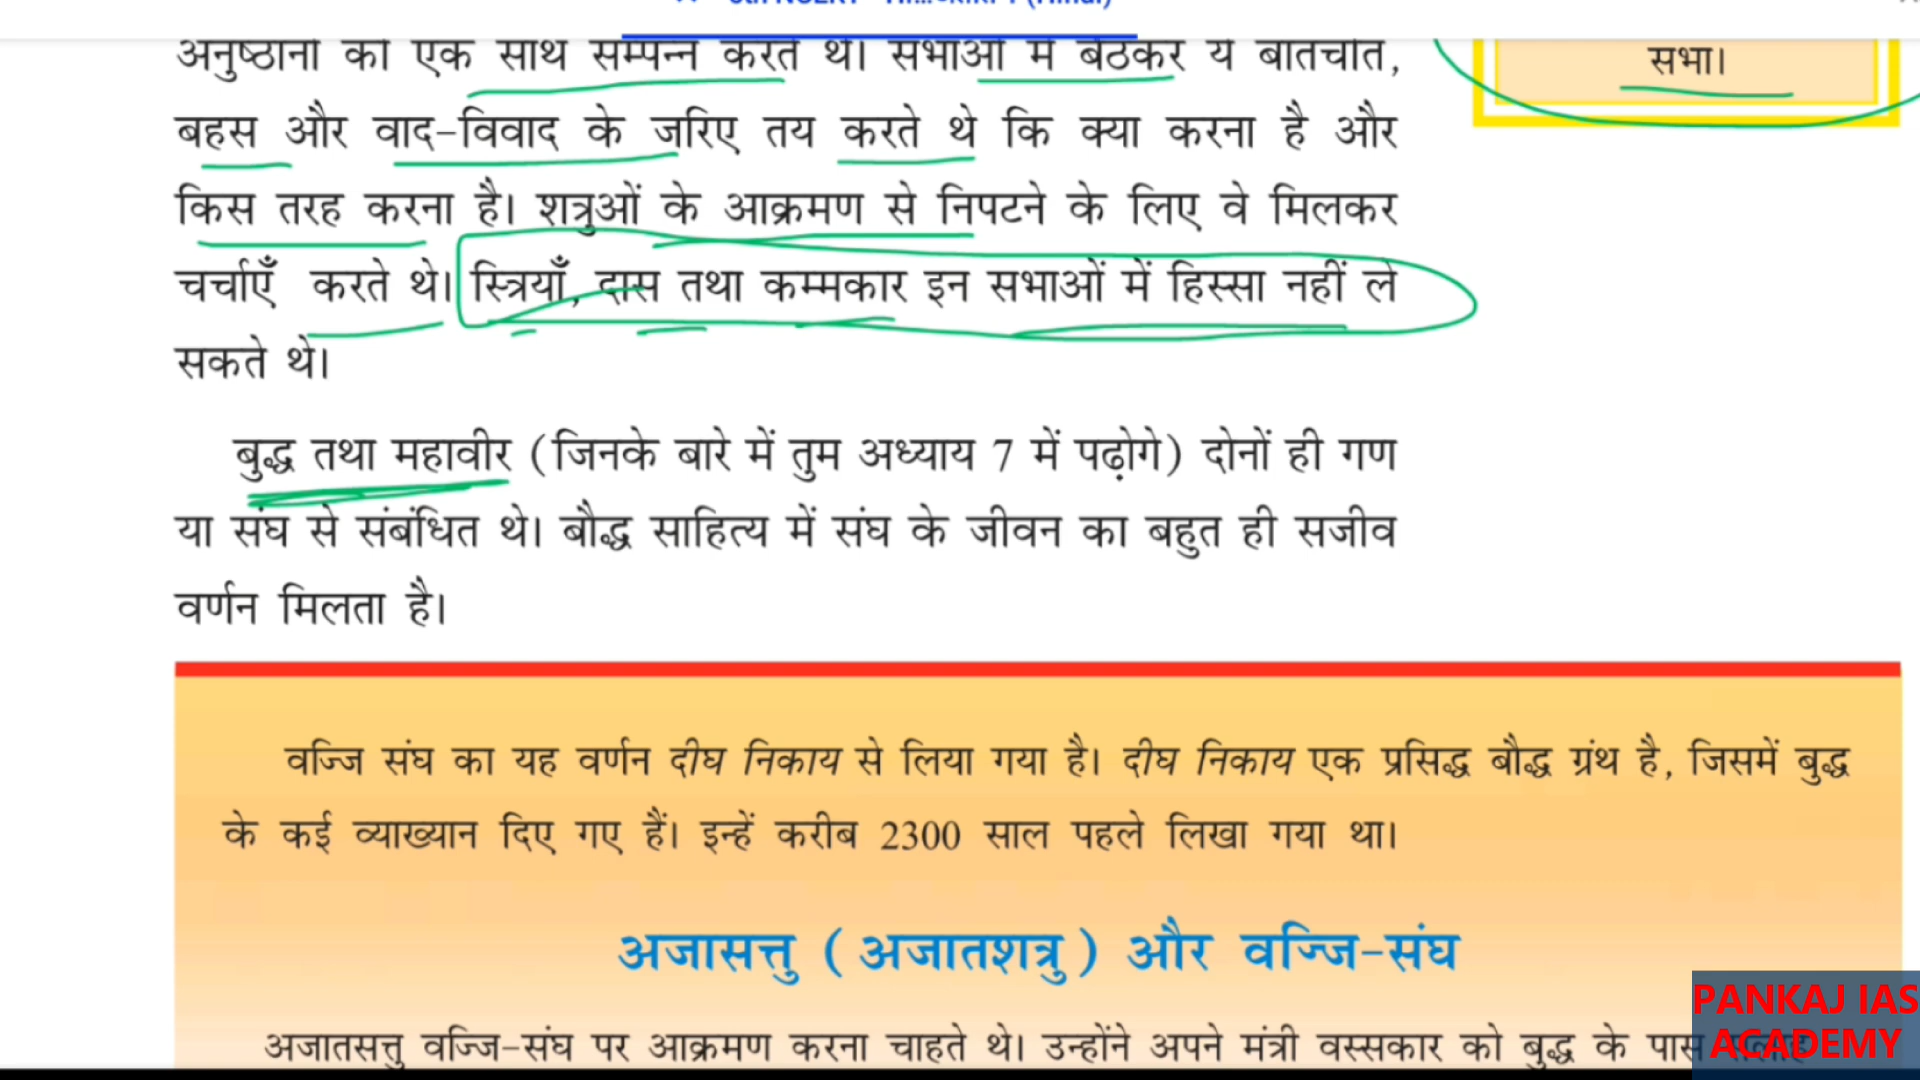 अनुष्ठानों को एक साथ सम्पन्न करते थे। सभाओं में बैठकर ये बातचीत,
बहस और वाद-विवाद के जरिए तय करते थे कि क्या करना है और
किस तरह करना है। शत्रुओं के आक्रमण से निपटने के लिए वे मिलकर
चर्चाएँ करते थे। स्त्रियाँ, दास तथा कम्मकार इन सभाओं में हिस्सा नहीं ले
सकते थे।
सभा।
बुद्ध तथा महावीर (जिनके बारे में तुम अध्याय 7 में पढ़ोगे) दोनों ही गण
या संघ से संबंधित थे। बौद्ध साहित्य में संघ के जीवन का बहुत ही सजीव
वर्णन मिलता है।
वज्जि संघ का यह वर्णन दीघ निकाय से लिया गया है। दीघ निकाय एक प्रसिद्ध बौद्ध ग्रंथ है, जिसमें बुद्ध
के कई व्याख्यान दिए गए हैं। इन्हें करीब 2300 साल पहले लिखा गया था।
अजासत्तु (अजातशत्रु) और वज्जि-संघ
अजातसत्तु वज्जि-संघ पर आक्रमण करना चाहते थे। उन्होंने अपने मंत्री वस्सकार को बुद्ध के पास
PANKAJ IAS
ACADEMY